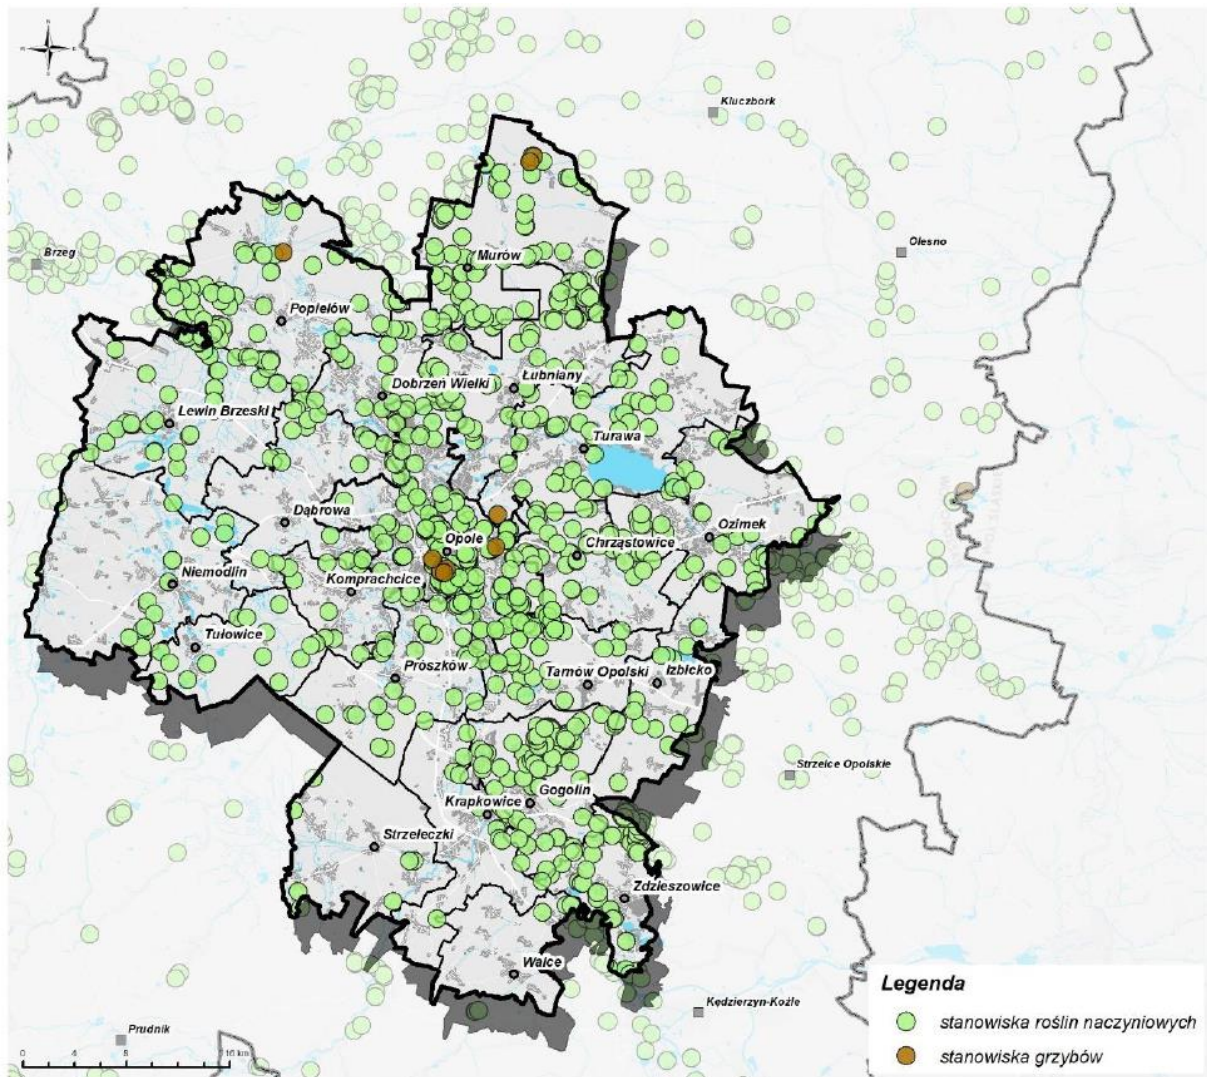 N
W
E
S
Kluczbork
Olesno
Brzeg
Murów
Popielów
Łubniany
Dobrzeń Wielki
Lewin Brzeski
Turawa
Dąbrowa
Ozimek
Opole
Chrząstowice
Niemodlin
Komprachcice
Tułowice
Prószków
Tarnów Opolski
Izbicko
Strzelce Opolskie
Gogolin
Krapkowice
Strzeleczki
Zdzieszowice
Walce
Kędzierzyn-Koźle
Prudnik
0 4 8 16 km
Legenda
stanowiska roślin naczyniowych
stanowiska grzybów